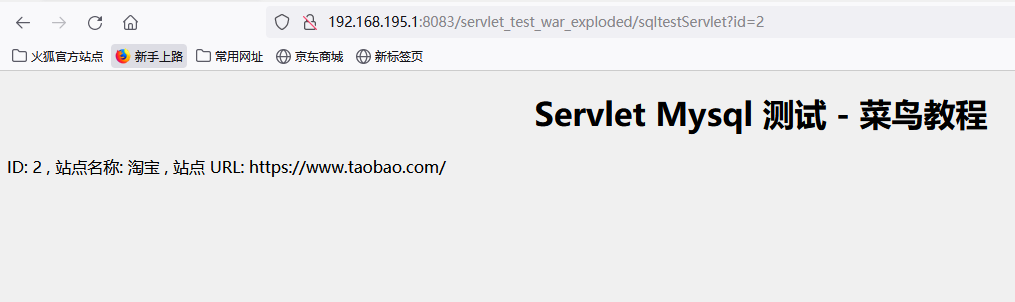 192.168.195.1:8083/servlet_test_war_exploded/sqltestServlet?id=2
火狐官方站点 新手上路 常用网址 京东商城 新标签页
Servlet Mysql 测试 - 菜鸟教程
ID: 2 , 站点名称: 淘宝 , 站点 URL: https://www.taobao.com/